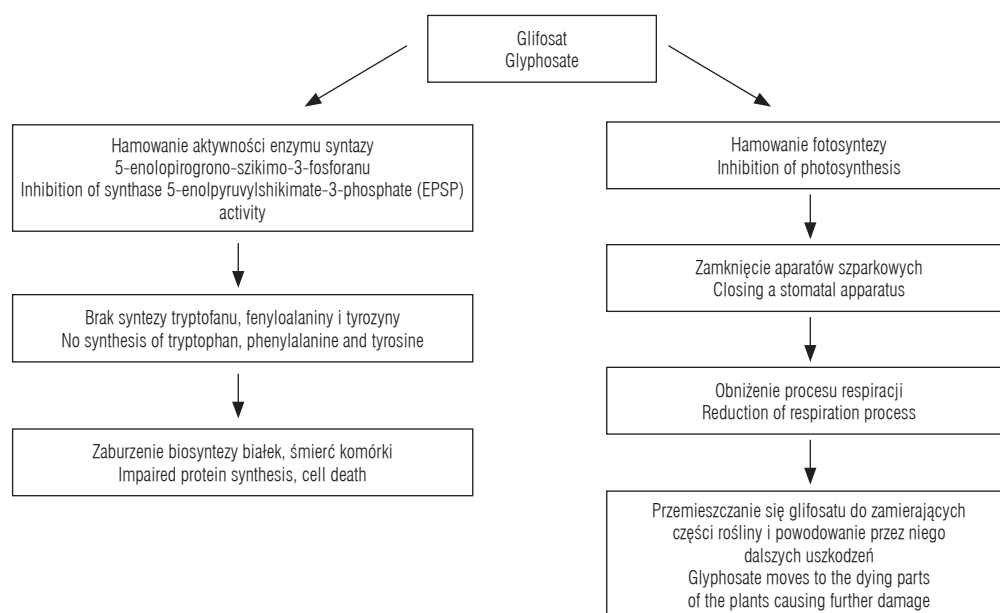 Glifosat
Glyphosate
Hamowanie aktywności enzymu syntazy
5-enolopirogrono-szikimo-3-fosforanu
Inhibition of synthase 5-enolpyruvylshikimate-3-phosphate (EPSP)
activity
Brak syntezy tryptofanu, fenyloalaniny i tyrozyny
No synthesis of tryptophan, phenylalanine and tyrosine
Zaburzenie biosyntezy białek, śmierć komórki
Impaired protein synthesis, cell death
Hamowanie fotosyntezy
Inhibition of photosynthesis
Zamknięcie aparatów szparkowych
Closing a stomatal apparatus
Obniżenie procesu respiracji
Reduction of respiration process
Przemieszczanie się glifosatu do zamierających
części rośliny i powodowanie przez niego
dalszych uszkodzeń
Glyphosate moves to the dying parts
of the plants causing further damage